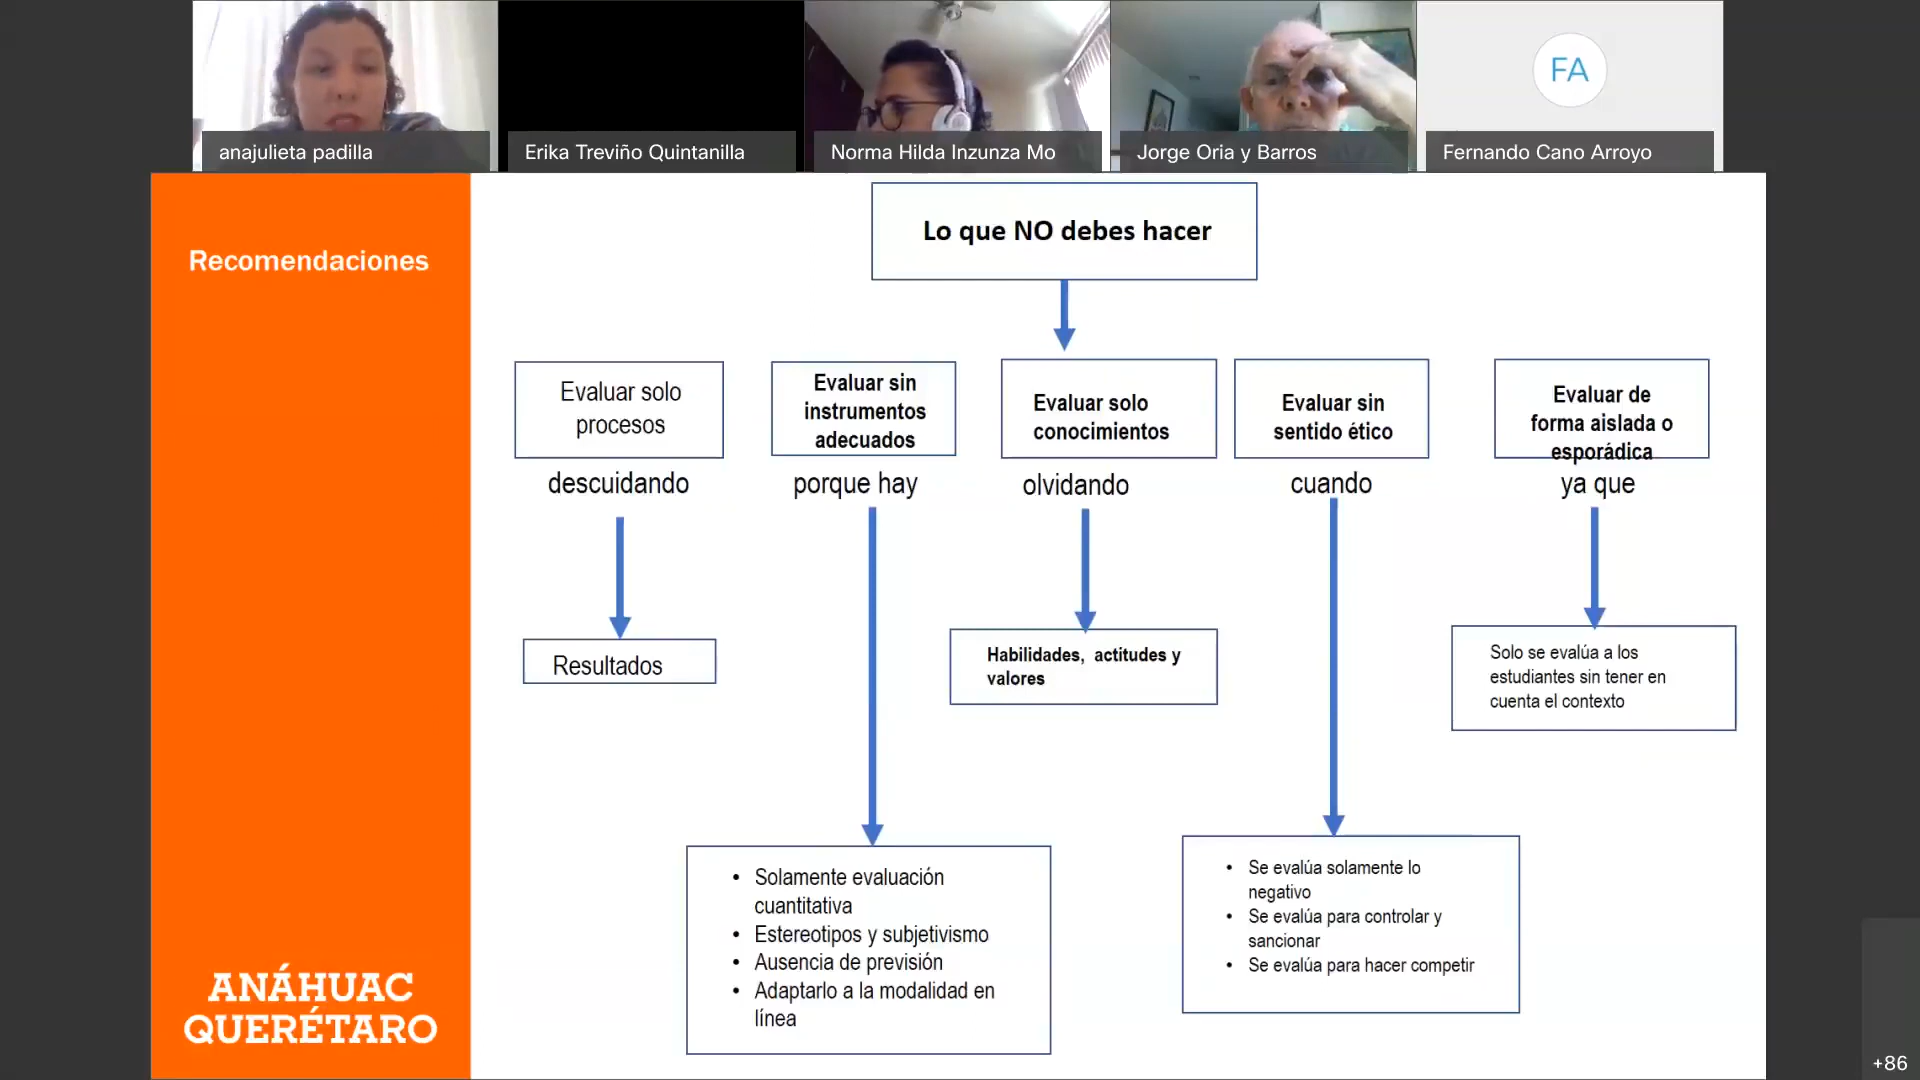 anajulieta padilla
Erika Treviño Quintanilla
Norma Hilda Inzunza Mo
Jorge Oria y Barros
FA
Fernando Cano Arroyo
Recomendaciones
Lo que NO debes hacer
Evaluar solo
procesos
descuidando
Resultados
Evaluar sin
instrumentos
adecuados
porque hay
• Solamente evaluación
cuantitativa
• Estereotipos y subjetivismo
• Ausencia de previsión
• Adaptarlo a la modalidad en
línea
Evaluar solo
conocimientos
olvidando
Habilidades, actitudes y
valores
Evaluar sin
sentido ético
cuando
• Se evalúa solamente lo
negativo
• Se evalúa para controlar y
sancionar
• Se evalúa para hacer competir
Evaluar de
forma aislada o
esporádica
ya que
Solo se evalúa a los
estudiantes sin tener en
cuenta el contexto
ANÁHUAC
QUERÉTARO
+86